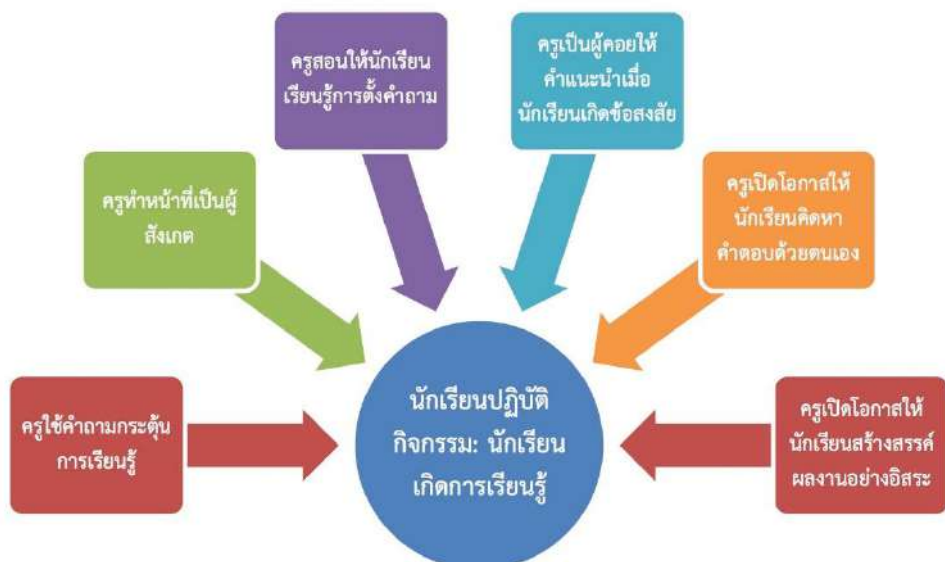 ครูใช้คำถามกระตุ้น
การเรียนรู้
ครูทำหน้าที่เป็นผู้
สังเกต
ครูสอนให้นักเรียน
เรียนรู้การตั้งคำถาม
ครูเป็นผู้คอยให้
คำแนะนำเมื่อ
นักเรียนเกิดข้อสงสัย
ครูเปิดโอกาสให้
นักเรียนคิดหา
คำตอบด้วยตนเอง
ครูเปิดโอกาสให้
นักเรียนสร้างสรรค์
ผลงานอย่างอิสระ
นักเรียนปฏิบัติ
กิจกรรม: นักเรียน
เกิดการเรียนรู้